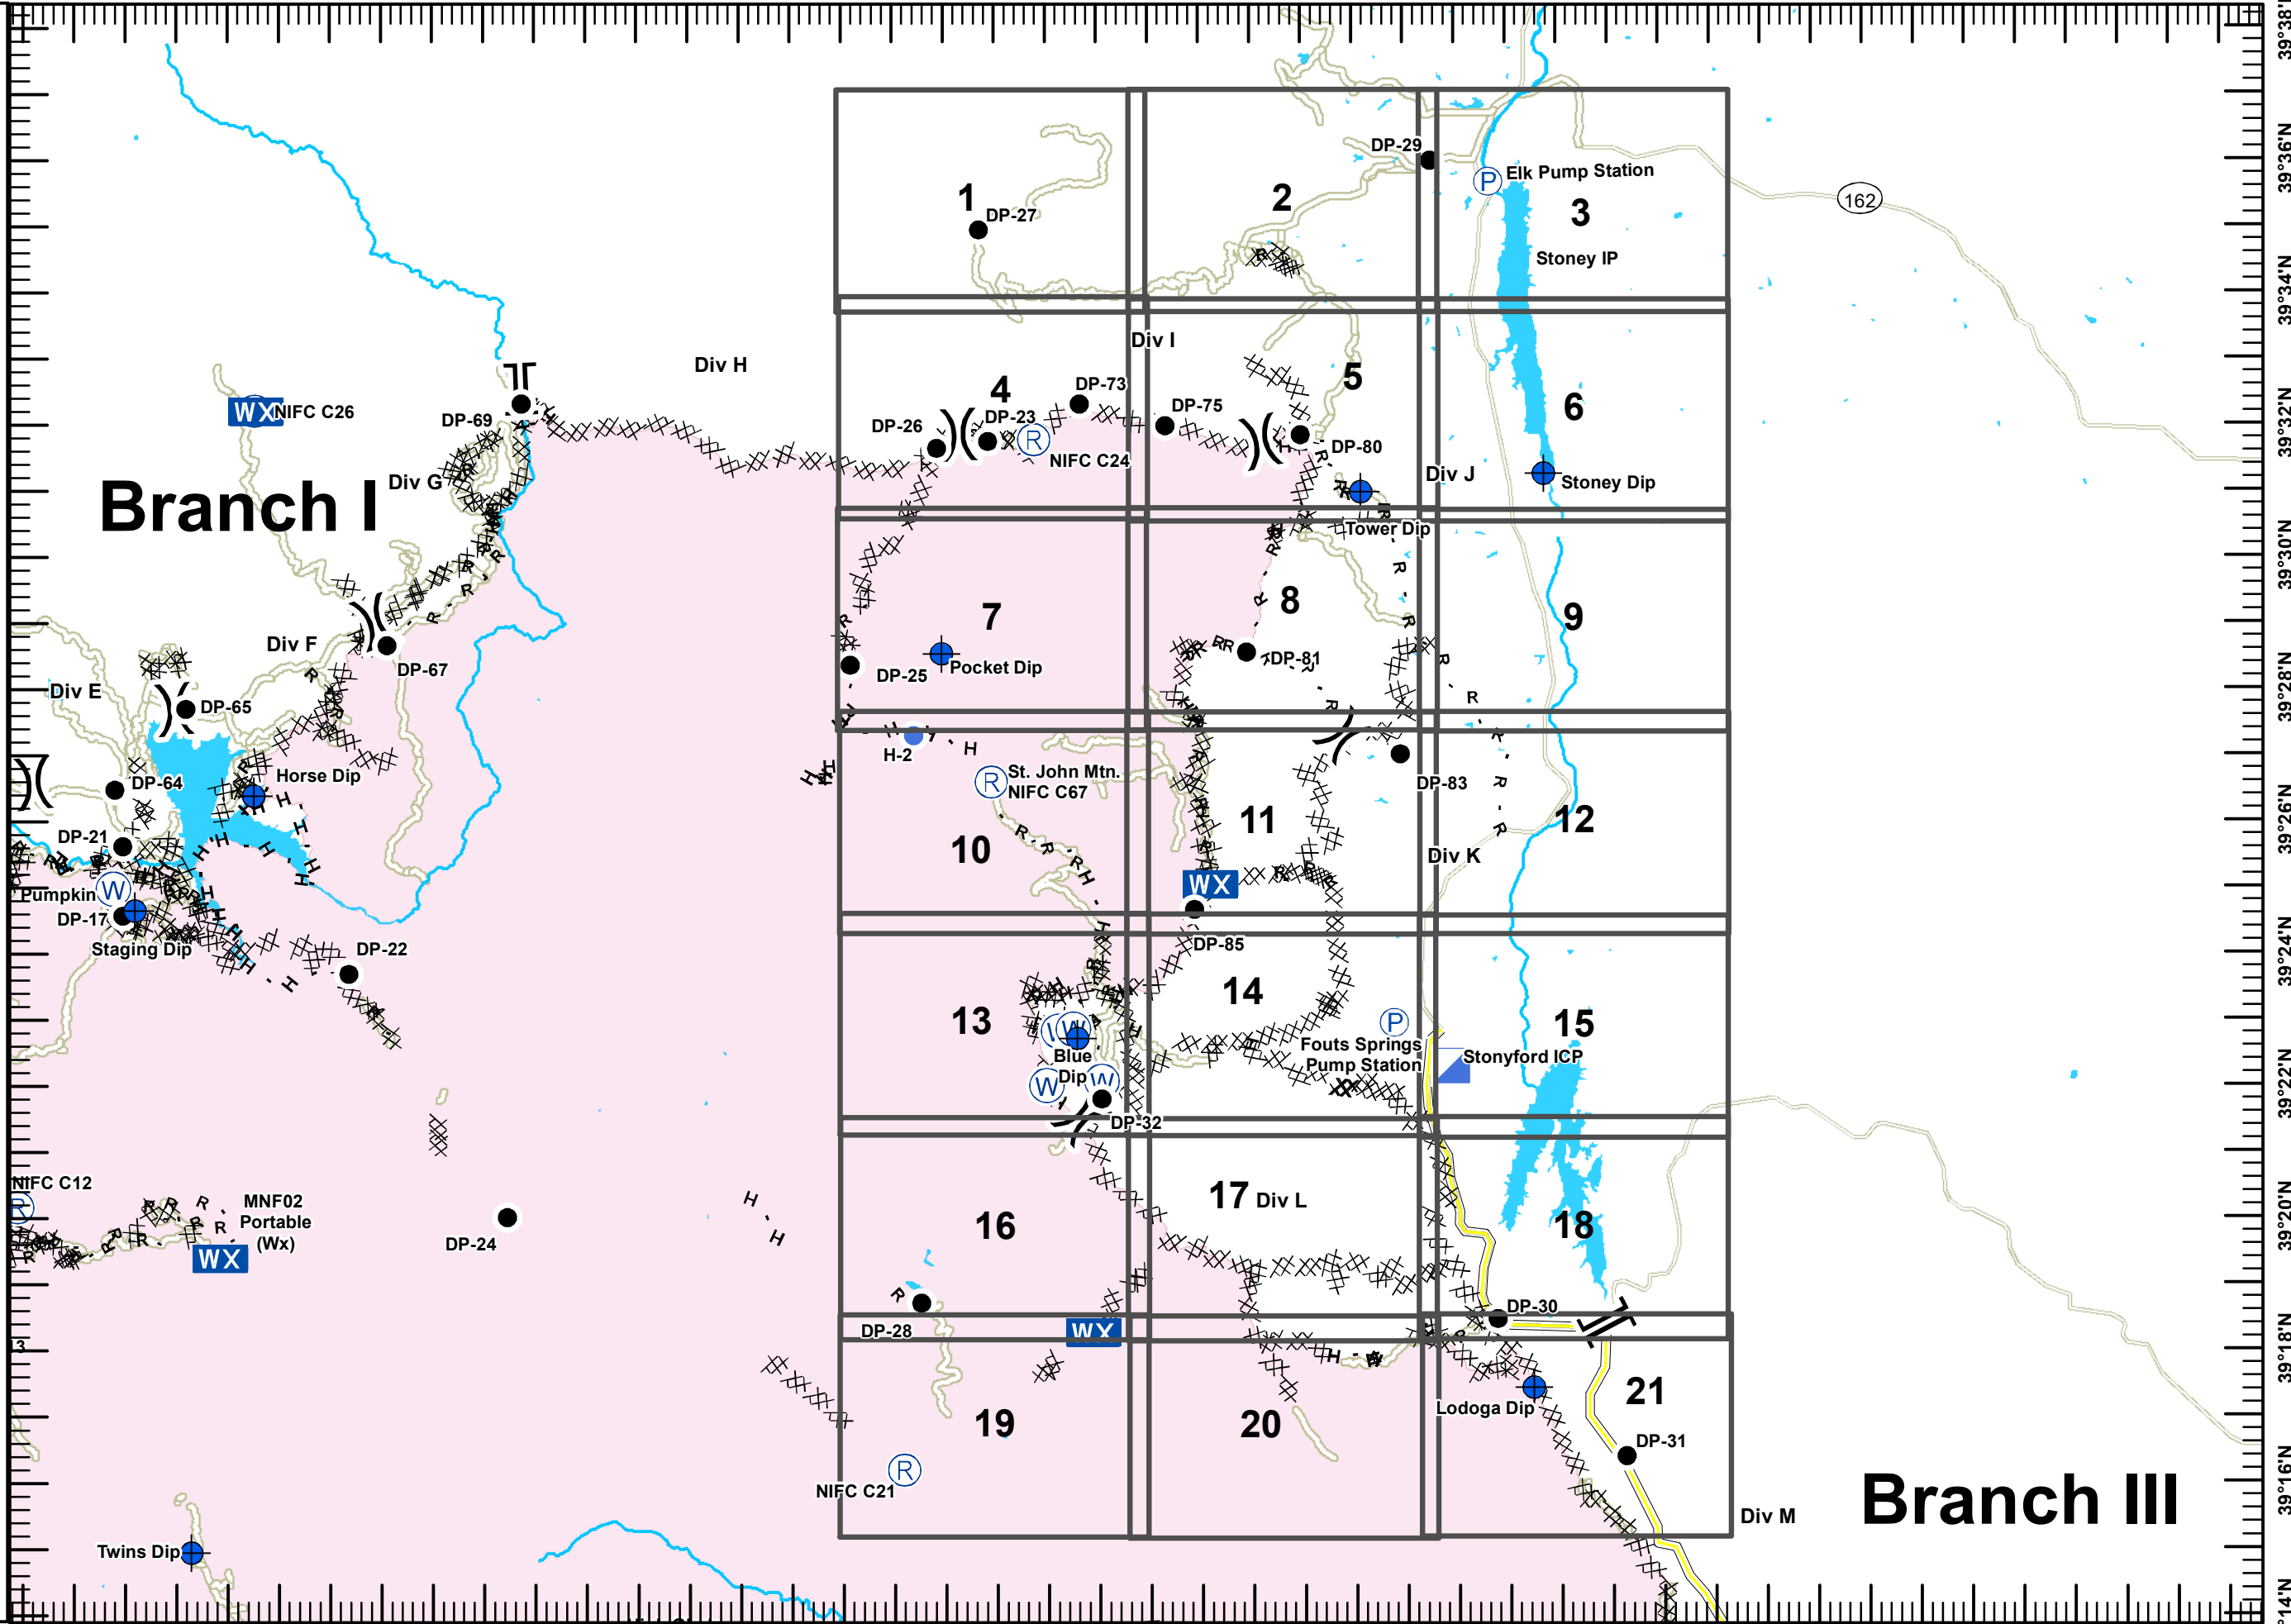 39°38'N
DP-29
39°36'N
P Elk Pump Station
1
2
3
162
DP-27
R
Stoney IP
39°34'N
Div I
Div H
4
5
6
DP-73
DP-75
DP-23
DP-26
39°32'N
WX NIFC C26
DP-69
R
NIFC C24
DP-80
Div G
Div J
Stoney Dip
Branch I
Tower Dip
39°30'N
7
8
9
Div F
DP-67
DP-81
DP-25
Pocket Dip
39°28'N
Div E
DP-65
H-2
R St. John Mtn.
NIFC C67
DP-83
Horse Dip
DP-64
39°26'N
10
11
12
DP-21
Div K
WX
Pumpkin W
DP-17
Staging Dip
DP-22
DP-85
39°24'N
13
14
15
W
P
Fouts Springs
Pump Station
Stonyford ICP
Blue
Dip
W
W
39°22'N
DP-32
NIFC C12
R
MNF02
Portable
(Wx)
WX
DP-24
16
17 Div L
18
39°20'N
DP-28
WX
DP-30
39°18'N
Lodoga Dip
19
20
21
DP-31
R
NIFC C21
39°16'N
Branch III
Div M
Twins Dip
39°14'N